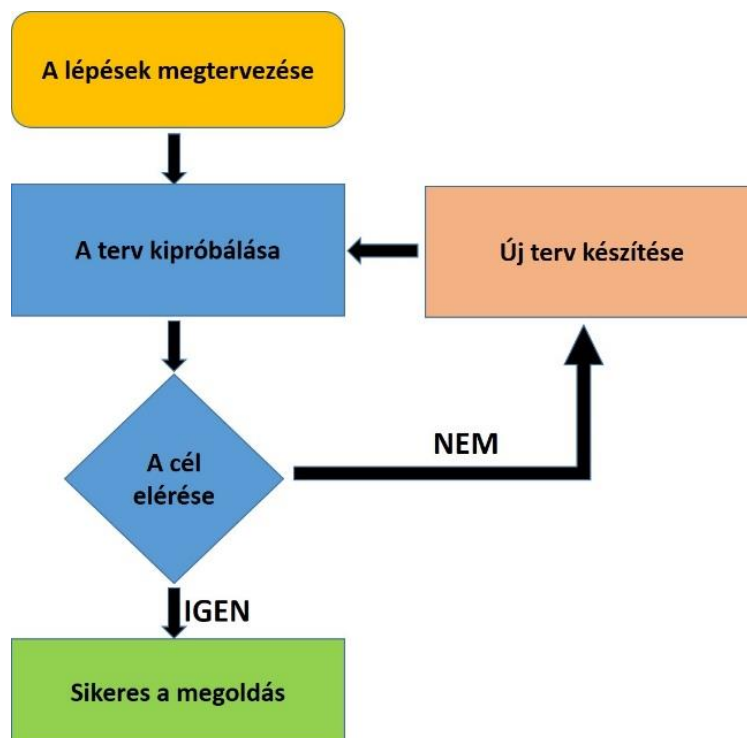 A lépések megtervezése
A terv kipróbálása
Új terv készítése
A cél
elérése
NEM
IGEN
Sikeres a megoldás